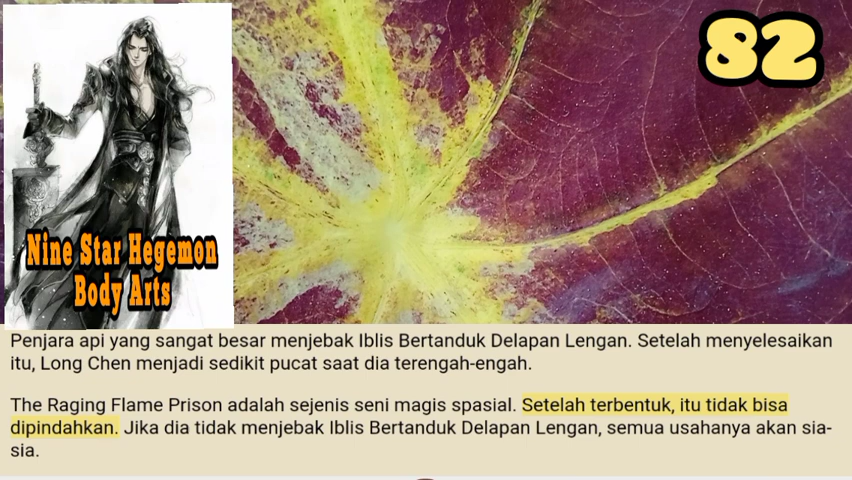 82
Nine Star Hegemon
Body Arts
Penjara api yang sangat besar menjebak Iblis Bertanduk Delapan Lengan. Setelah menyelesaikan
itu, Long Chen menjadi sedikit pucat saat dia terengah-engah.
The Raging Flame Prison adalah sejenis seni magis spasial. Setelah terbentuk, itu tidak bisa
dipindahkan. Jika dia tidak menjebak Iblis Bertanduk Delapan Lengan, semua usahanya akan sia-
sia.